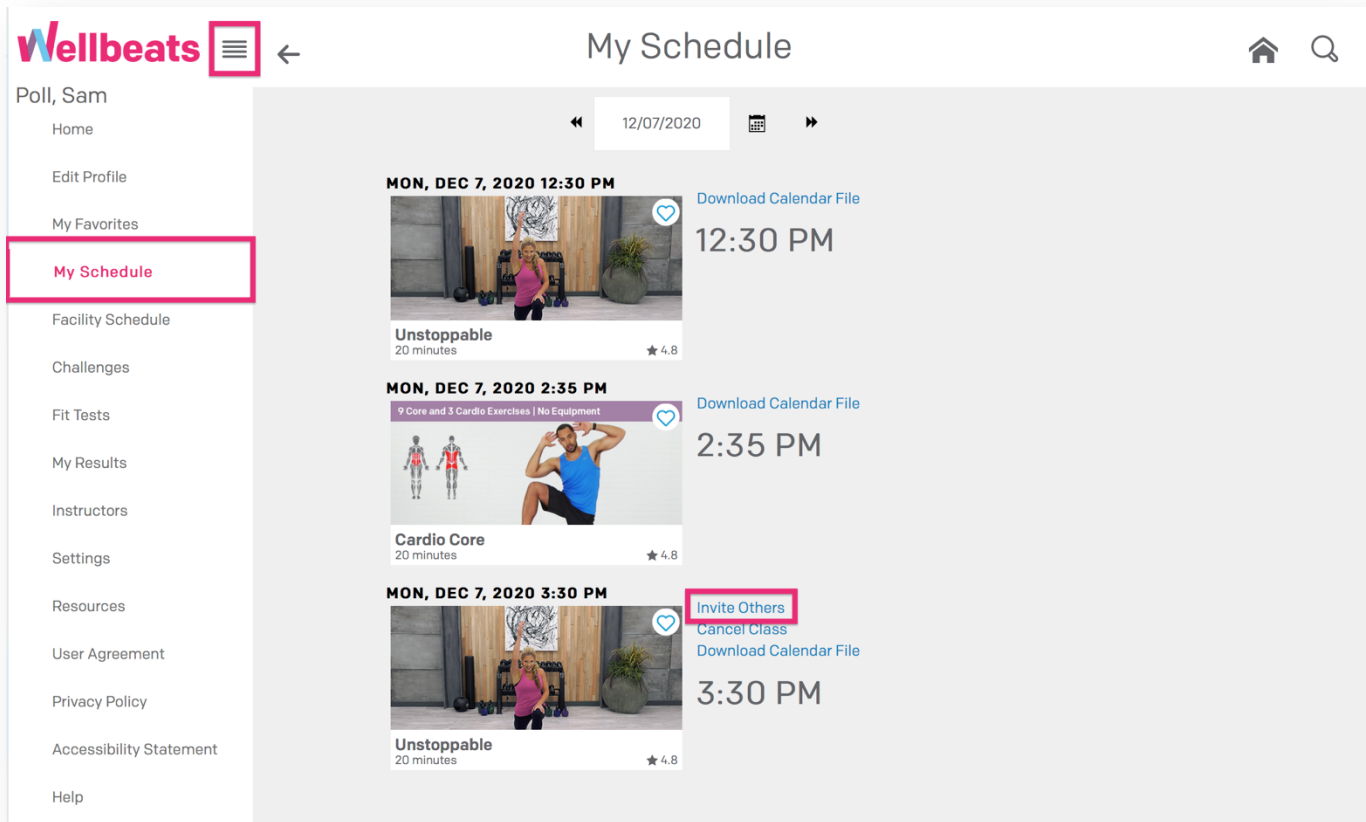 Wellbeats
My Schedule
Poll, Sam
Home
Edit Profile
My Favorites
My Schedule
Facility Schedule
Challenges
Fit Tests
My Results
Instructors
Settings
Resources
User Agreement
Privacy Policy
Accessibility Statement
Help
12/07/2020
MON, DEC 7, 2020 12:30 PM
Download Calendar File
12:30 PM
Unstoppable
20 minutes ★ 4.8
MON, DEC 7, 2020 2:35 PM
9 Core and 3 Cardio Exercises | No Equipment
Download Calendar File
2:35 PM
Cardio Core
20 minutes ★ 4.8
MON, DEC 7, 2020 3:30 PM
Invite Others
Cancel Class
Download Calendar File
3:30 PM
Unstoppable
20 minutes ★ 4.8